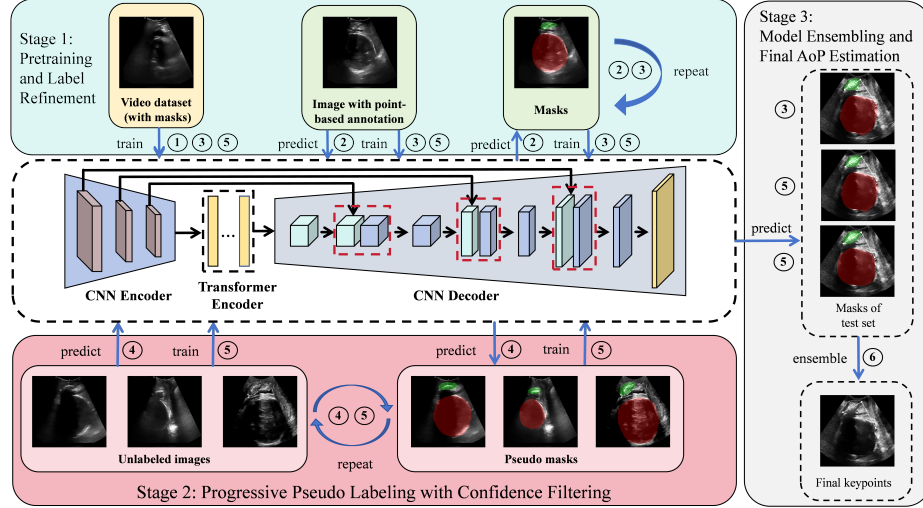 Stage 1:
Pretraining
and Label
Refinement
Video dataset
(with masks)
Image with point-
based annotation
Masks
② ③
repeat
train ① ③ ⑤
predict ②
train ③ ⑤
predict ②
train ③ ⑤
...
CNN Encoder
Transformer
Encoder
CNN Decoder
predict ④
train ⑤
predict ④
train ⑤
④ ⑤
repeat
Unlabeled images
Pseudo masks
Stage 2: Progressive Pseudo Labeling with Confidence Filtering
Stage 3:
Model Ensembling and
Final AoP Estimation
③
⑤
predict
⑤
Masks of
test set
ensemble ⑥
Final keypoints